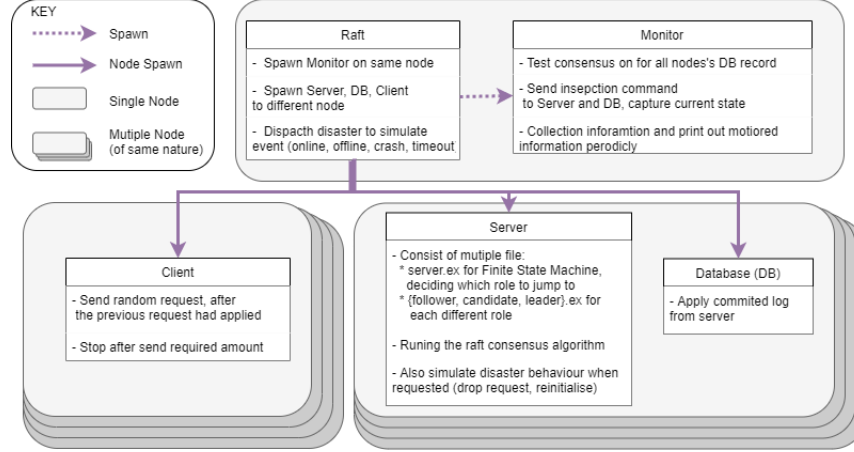 KEY
Spawn
Node Spawn
Single Node
Mutiple Node
(of same nature)
Raft
- Spawn Monitor on same node
- Spawn Server, DB, Client
to different node
- Dispacth disaster to simulate
event (online, offline, crash, timeout)
Monitor
- Test consensus on for all nodes's DB record
- Send insepction command
to Server and DB, capture current state
- Collection inforamtion and print out motiored
information perodicly
Client
- Send random request, after
the previous request had applied
- Stop after send required amount
Server
- Consist of mutiple file:
* server.ex for Finite State Machine,
deciding which role to jump to
* {follower, candidate, leader}.ex for
each different role
- Runing the raft consensus algorithm
- Also simulate disaster behaviour when
requested (drop request, reinitialise)
Database (DB)
- Apply commited log
from server